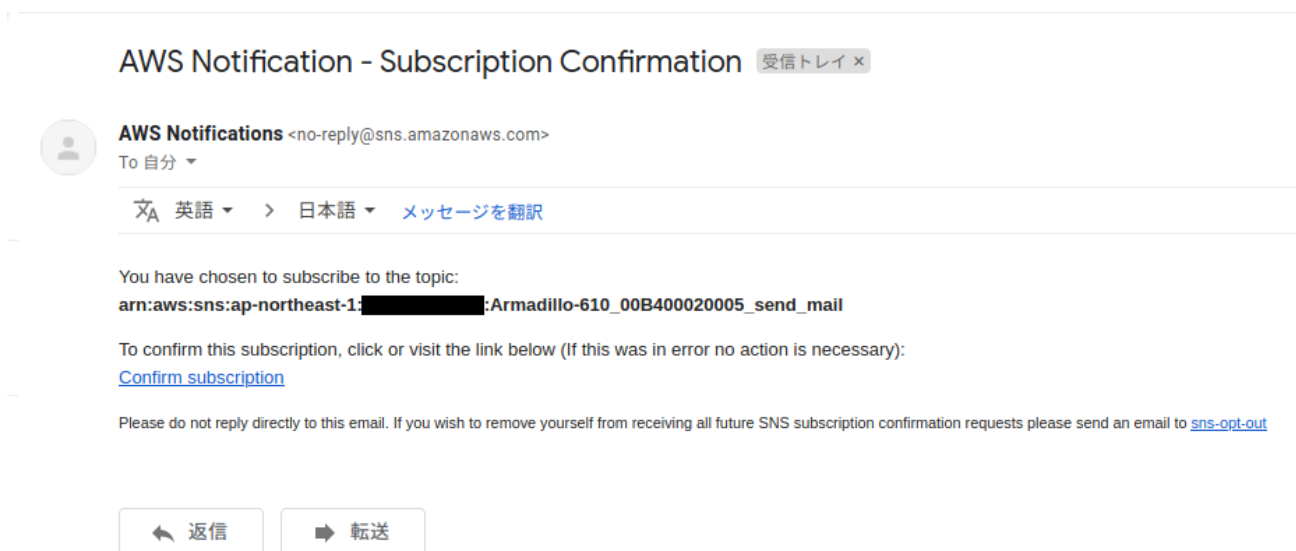 AWS Notification - Subscription Confirmation 受信トレイ ×
AWS Notifications <no-reply@sns.amazonaws.com>
To 自分
英語 > 日本語 メッセージを翻訳
You have chosen to subscribe to the topic:
arn:aws:sns:ap-northeast-1: :Armadillo-610_00B400020005_send_mail
To confirm this subscription, click or visit the link below (If this was in error no action is necessary):
Confirm subscription
Please do not reply directly to this email. If you wish to remove yourself from receiving all future SNS subscription confirmation requests please send an email to sns-opt-out
返信 転送